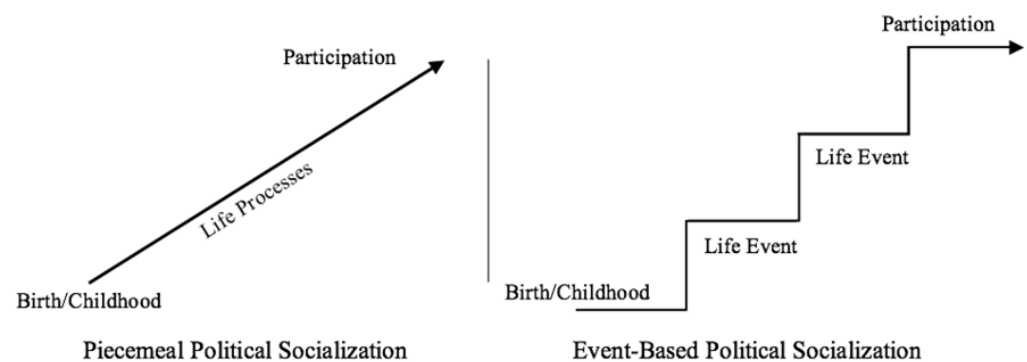 Participation
Life Processes
Birth/Childhood
Piecemeal Political Socialization
Participation
Life Event
Life Event
Birth/Childhood
Event-Based Political Socialization